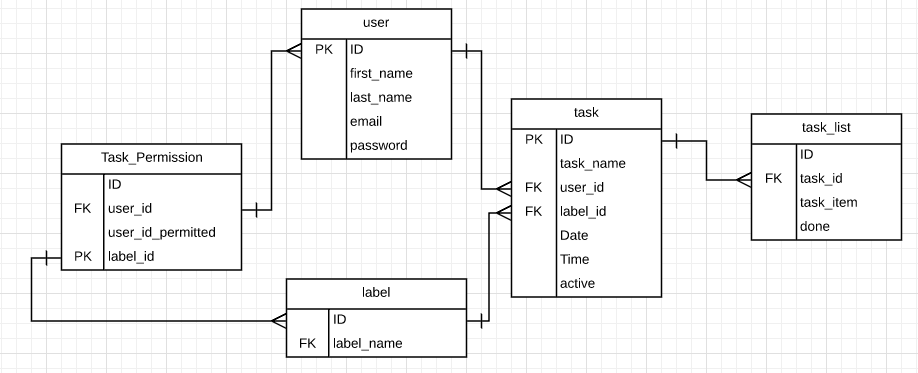 user
PK ID
first_name
last_name
email
password
Task_Permission
ID
FK user_id
user_id_permitted
PK label_id
label
ID
FK label_name
task
PK ID
task_name
FK user_id
FK label_id
Date
Time
active
task_list
ID
FK task_id
task_item
done